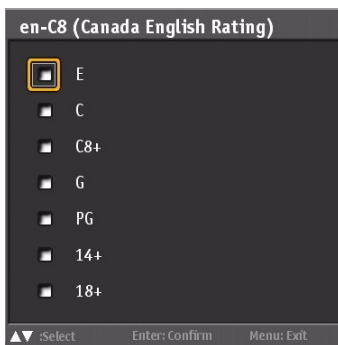 en-C8 (Canada English Rating)
E
C
C8+
G
PG
14+
18+
▲▼ :Select Enter: Confirm Menu: Exit